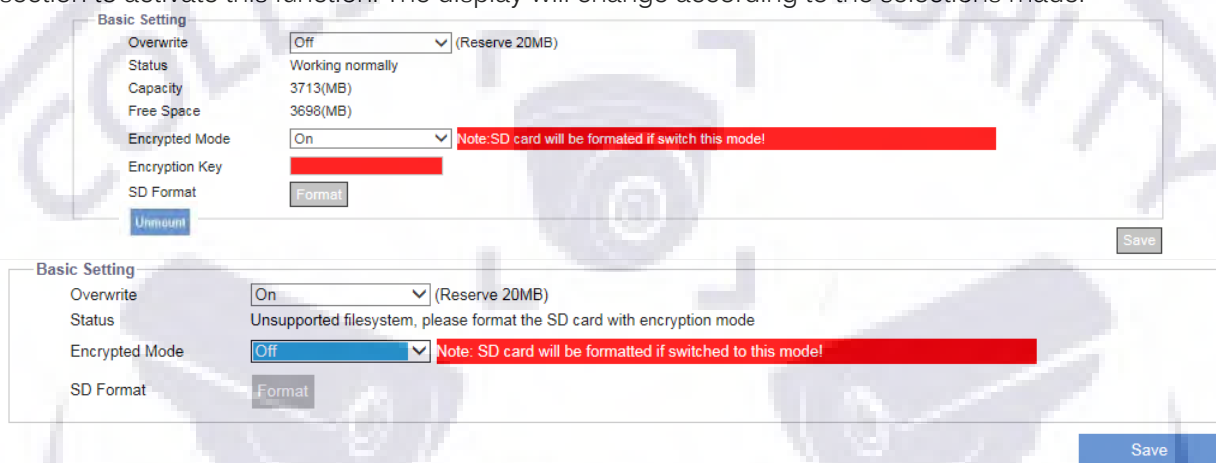 section to activate this function. The display will change according to the selections made.
Basic Setting
Overwrite Off (Reserve 20MB)
Status Working normally
Capacity 3713(MB)
Free Space 3698(MB)
Encrypted Mode On Note:SD card will be formated if switch this mode!
Encryption Key
SD Format Format
Unmount
Save
Basic Setting
Overwrite On (Reserve 20MB)
Status Unsupported filesystem, please format the SD card with encryption mode
Encrypted Mode Off Note: SD card will be formatted if switched to this mode!
SD Format Format
Save